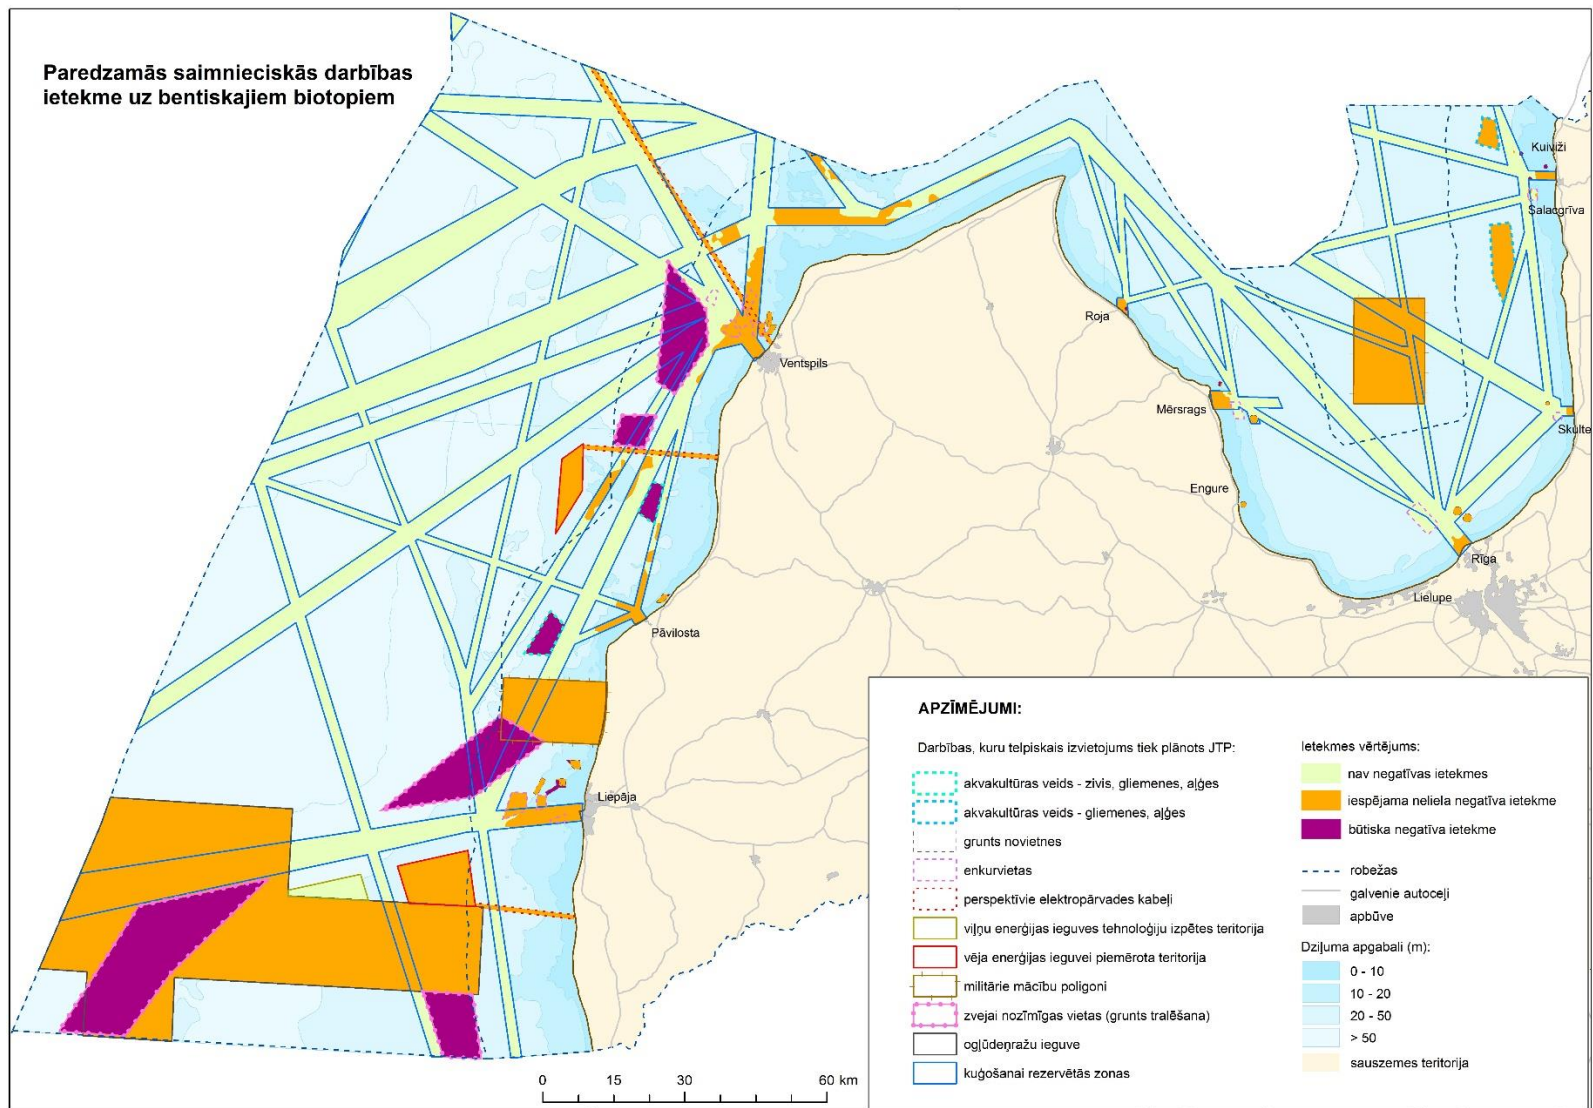 Paredzamās saimnieciskās darbības
ietekme uz bentiskajiem biotopiem
Kuiviži
Salacgrīva
Roja
Ventspils
Mērsrags
Skulte
Engure
Rīga
Lielupe
Pāvilosta
Liepāja
APZĪMĒJUMI:
Darbības, kuru telpiskais izvietojums tiek plānots JTP:
akvakultūras veids - zivis, gliemenes, aļģes
akvakultūras veids - gliemenes, aļģes
grunts novietnes
enkurvietas
perspektīvie elektropārvades kabeļi
viļņu enerģijas ieguves tehnoloģiju izpētes teritorija
vēja enerģijas ieguvei piemērota teritorija
militārie mācību poligoni
zvejai nozīmīgas vietas (grunts tralēšana)
ogļūdeņražu ieguve
kuģošanai rezervētās zonas
Ietekmes vērtējums:
nav negatīvas ietekmes
iespējama neliela negatīva ietekme
būtiska negatīva ietekme
robežas
galvenie autoceļi
apbūve
Dziļuma apgabali (m):
0 - 10
10 - 20
20 - 50
> 50
sauszemes teritorija
0 15 30 60 km